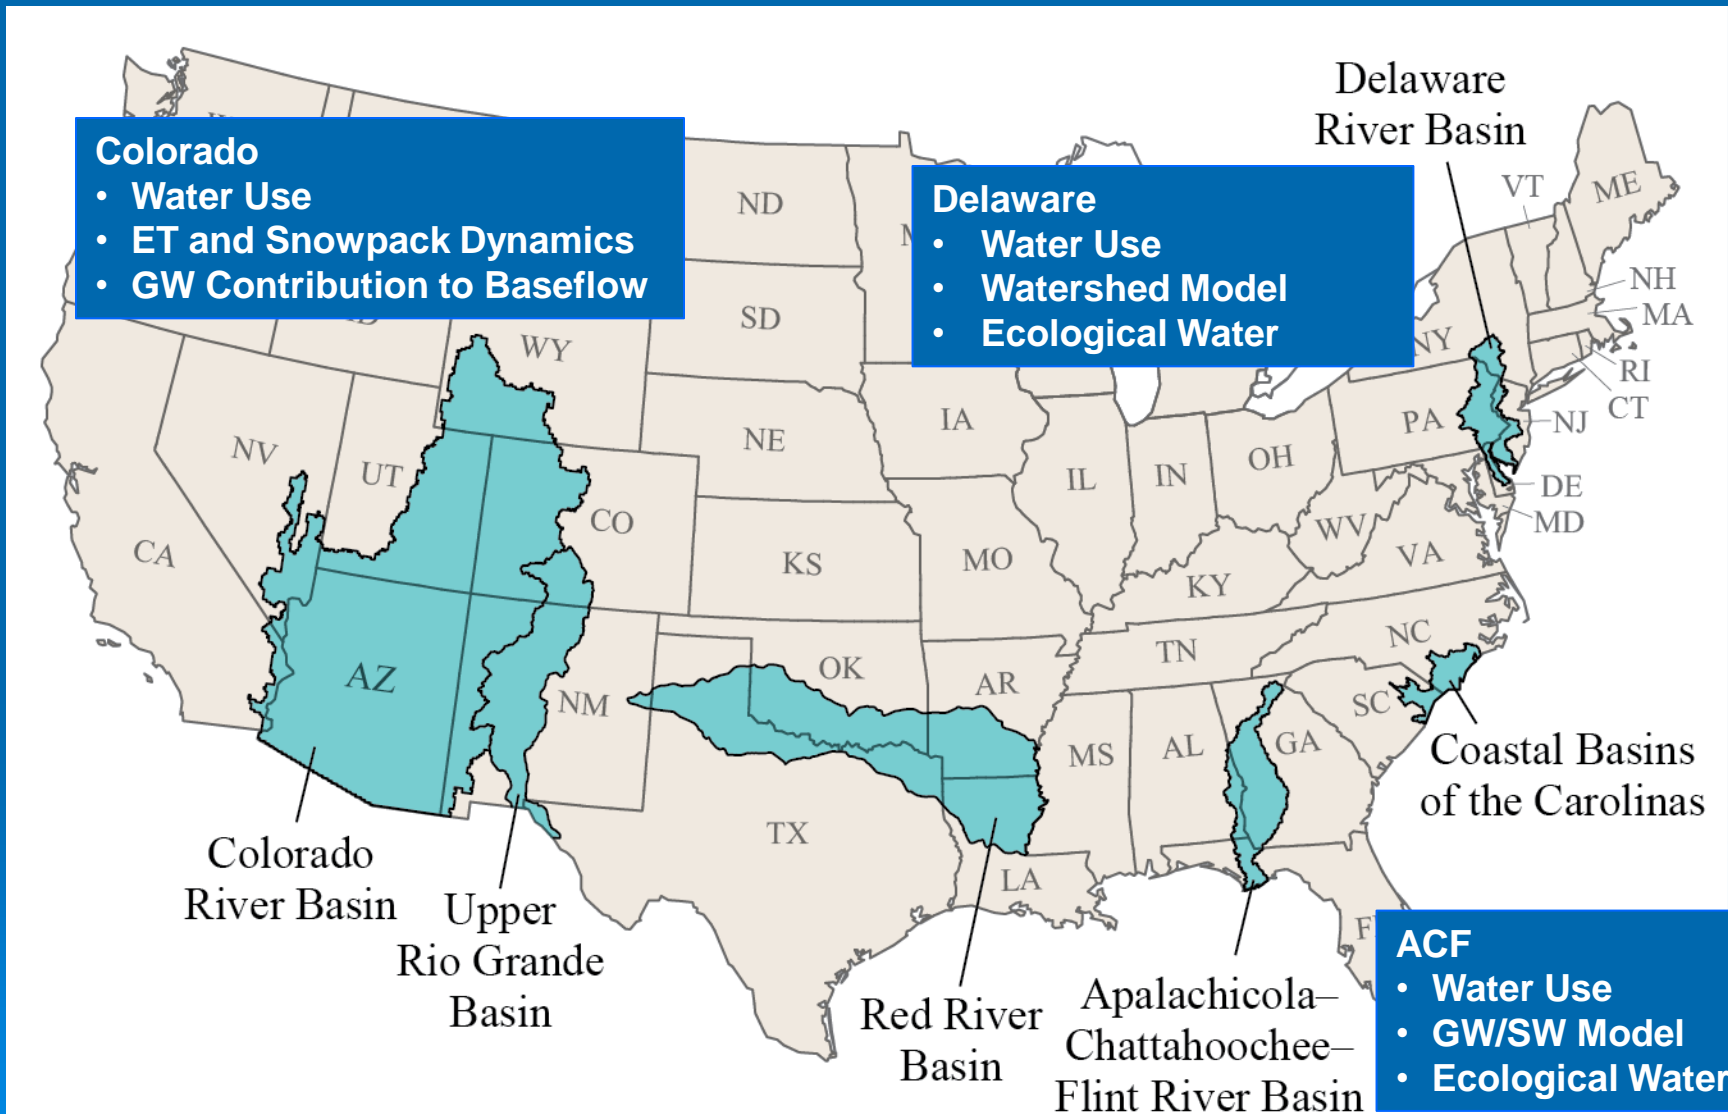 Delaware
River Basin
Colorado
• Water Use
• ET and Snowpack Dynamics
• GW Contribution to Baseflow
Delaware
• Water Use
• Watershed Model
• Ecological Water
ND
VT
ME
NH
MA
SD
WY
NY
RI
CT
IA
NE
PA
NJ
NV
UT
IL
IN
OH
DE
MD
CO
WV
VA
CA
KS
MO
KY
NC
TN
AZ
OK
AR
NM
SC
MS
AL
GA
Coastal Basins
of the Carolinas
TX
Colorado
River Basin
LA
Upper
Rio Grande
Basin
Red River
Basin
Apalachicola–
Chattahoochee–
Flint River Basin
ACF
• Water Use
• GW/SW Model
• Ecological Water